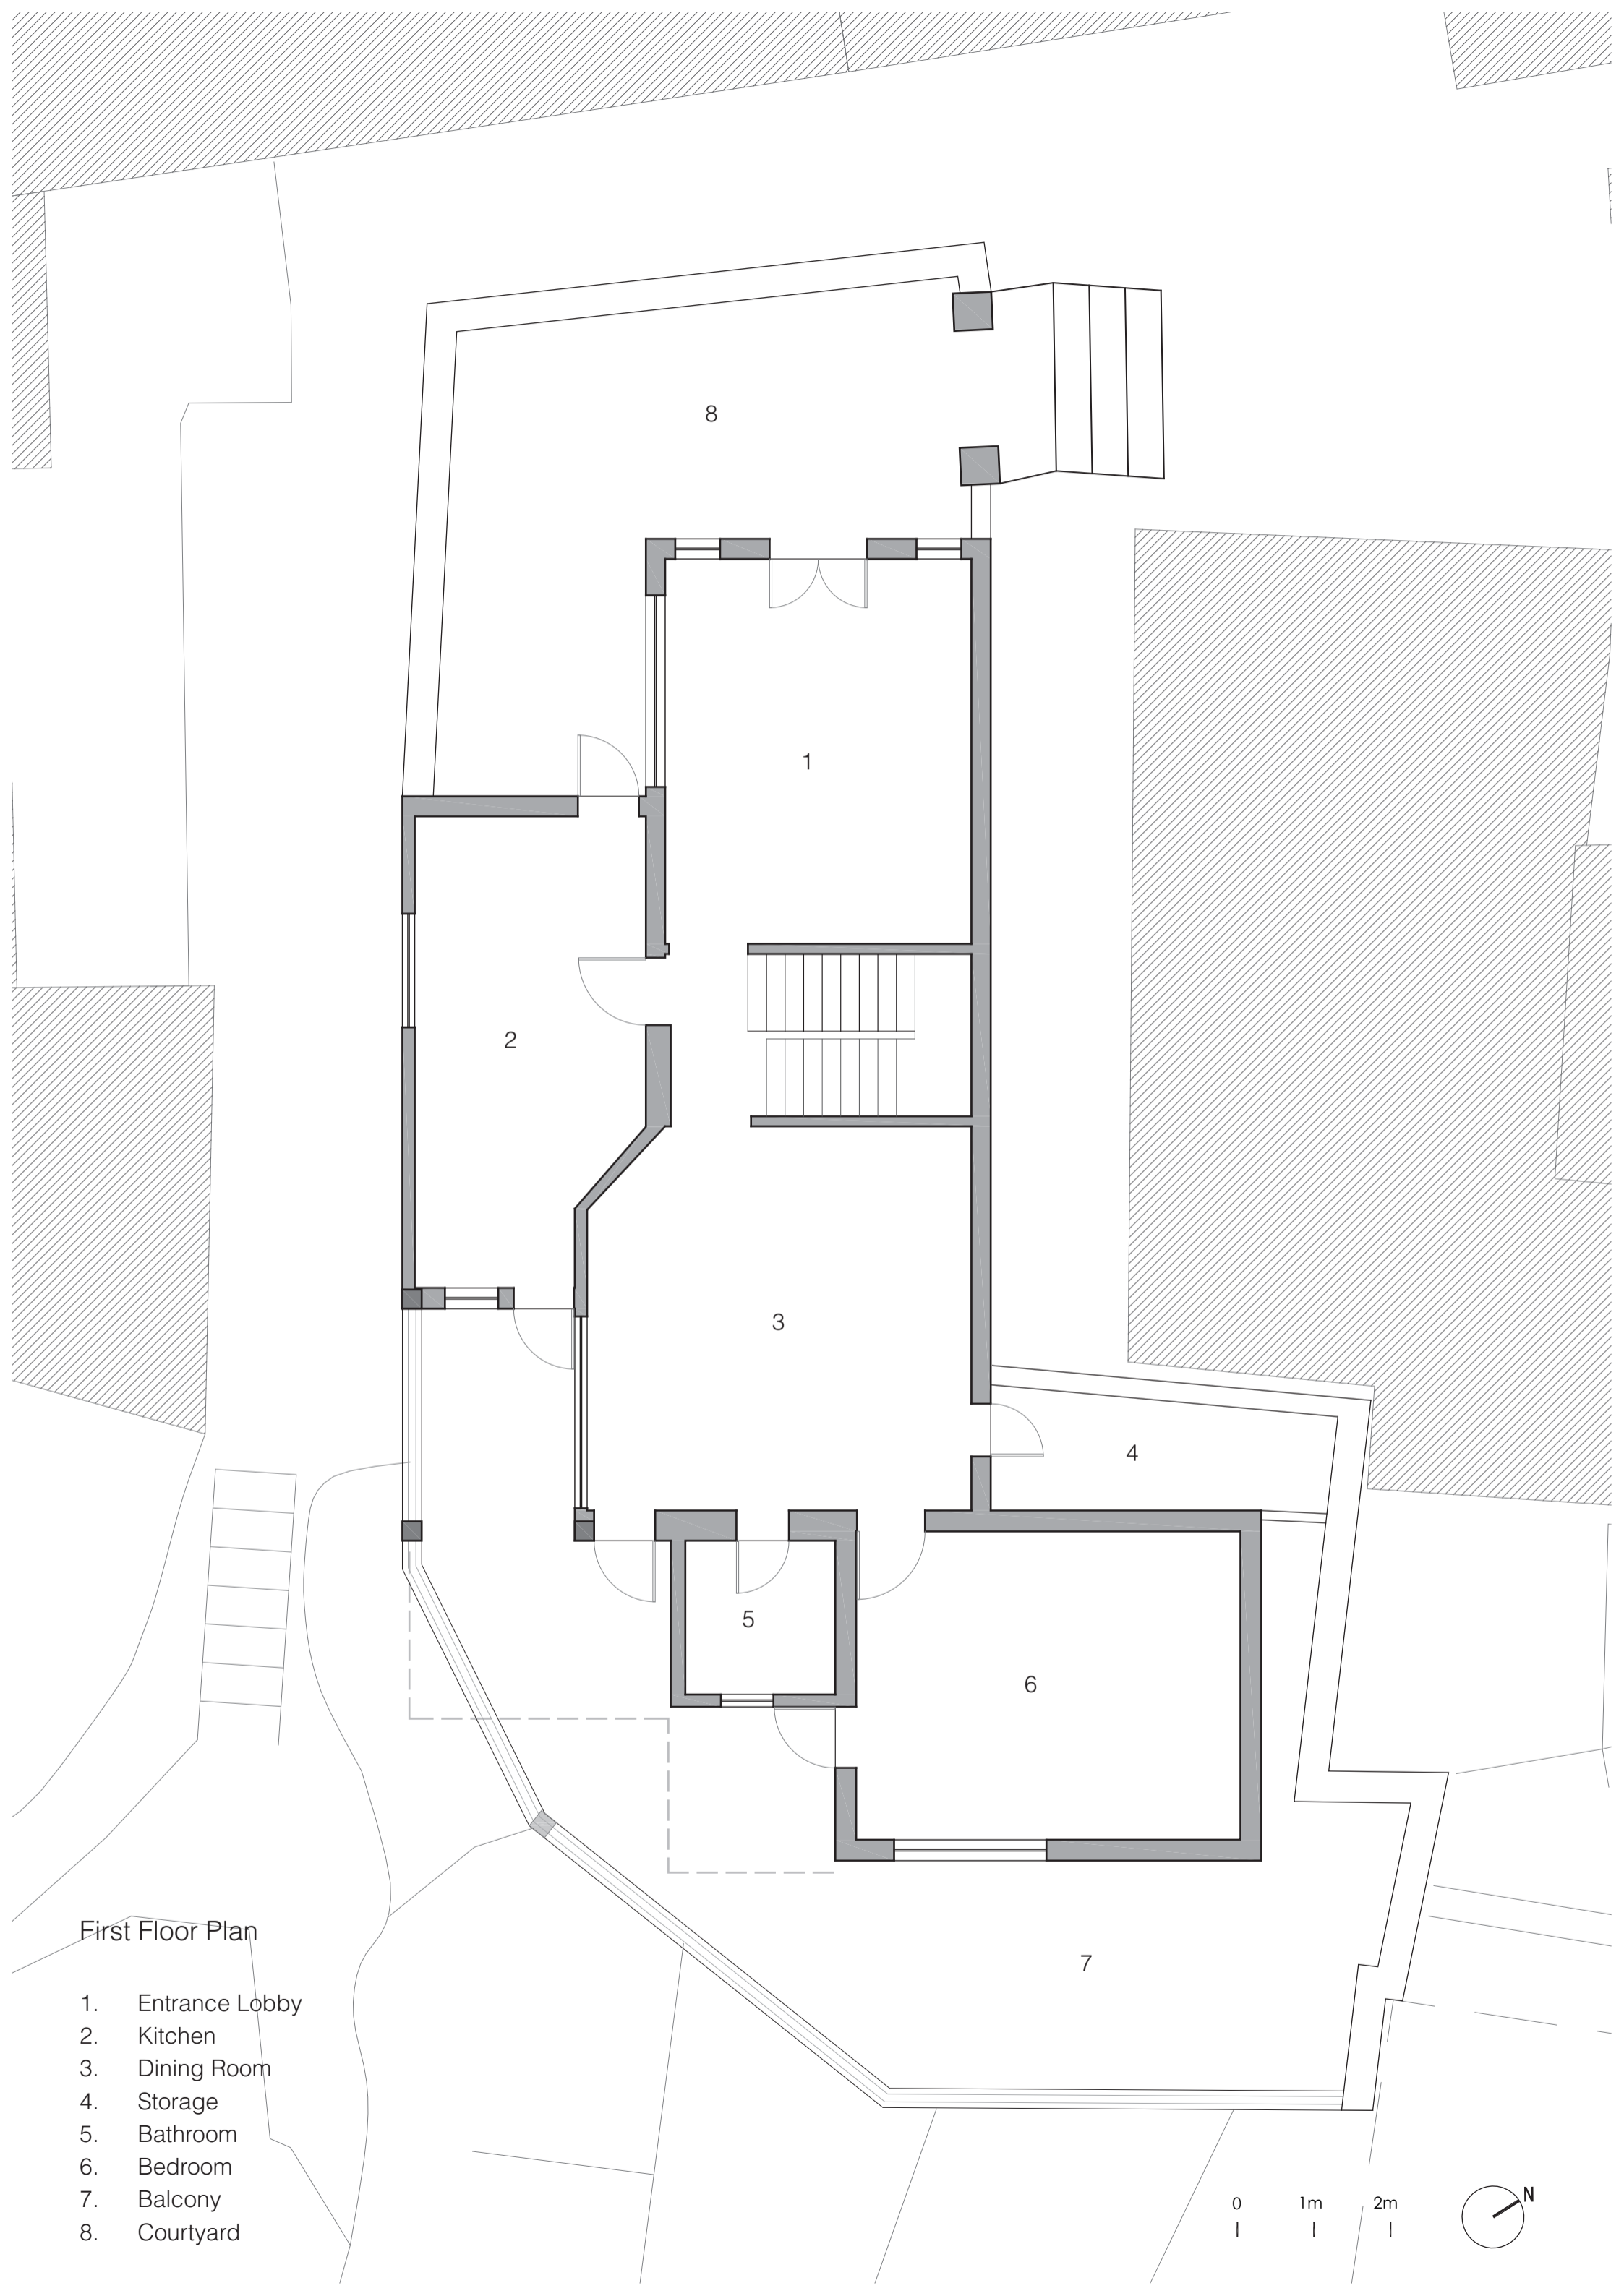 8
1
2
3
4
5
6
7
First Floor Plan
1. Entrance Lobby
2. Kitchen
3. Dining Room
4. Storage
5. Bathroom
6. Bedroom
7. Balcony
8. Courtyard
0 1m 2m
N